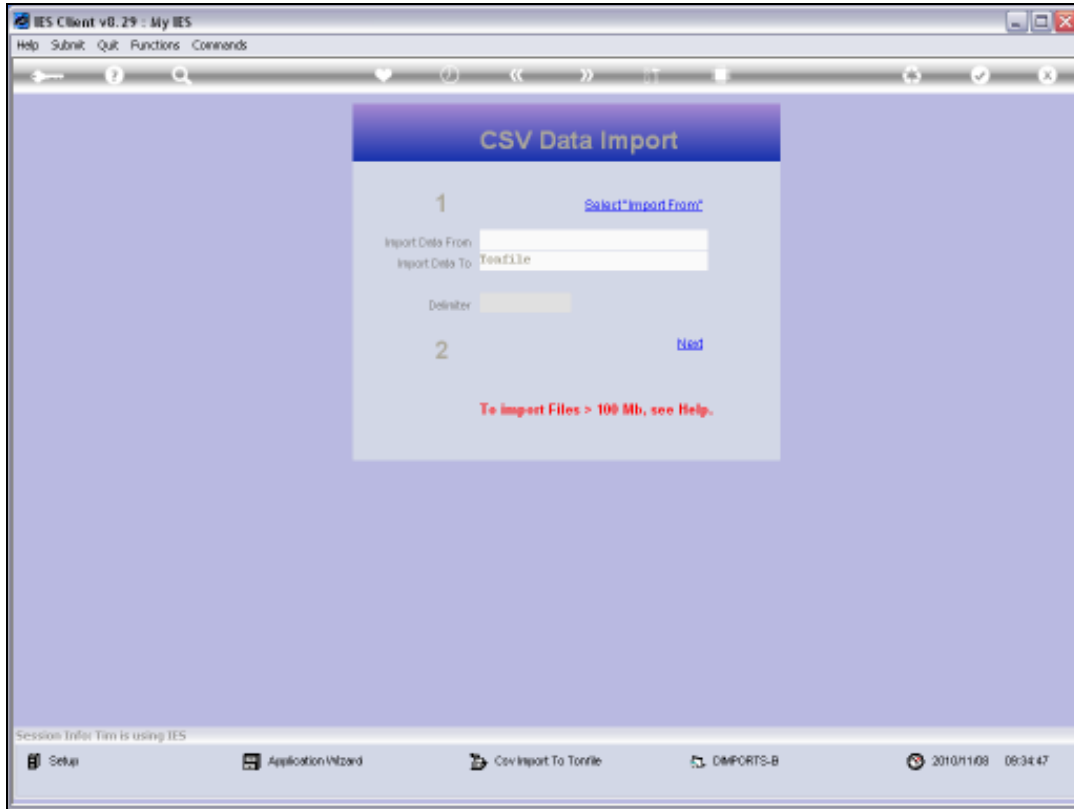 IES Client v8.29 : My IES
Help Submit Quit Functions Commands
CSV Data Import
1
Select "Import From"
Import Data From
Import Data To Tonfile
Delimiter
2
Next
To import Files > 100 Mb, see Help.
Session Info: Tim is using IES
Setup Application Wizard Csv Import To Tonfile DIMPORTS-B 2010/11/08 09:34:47